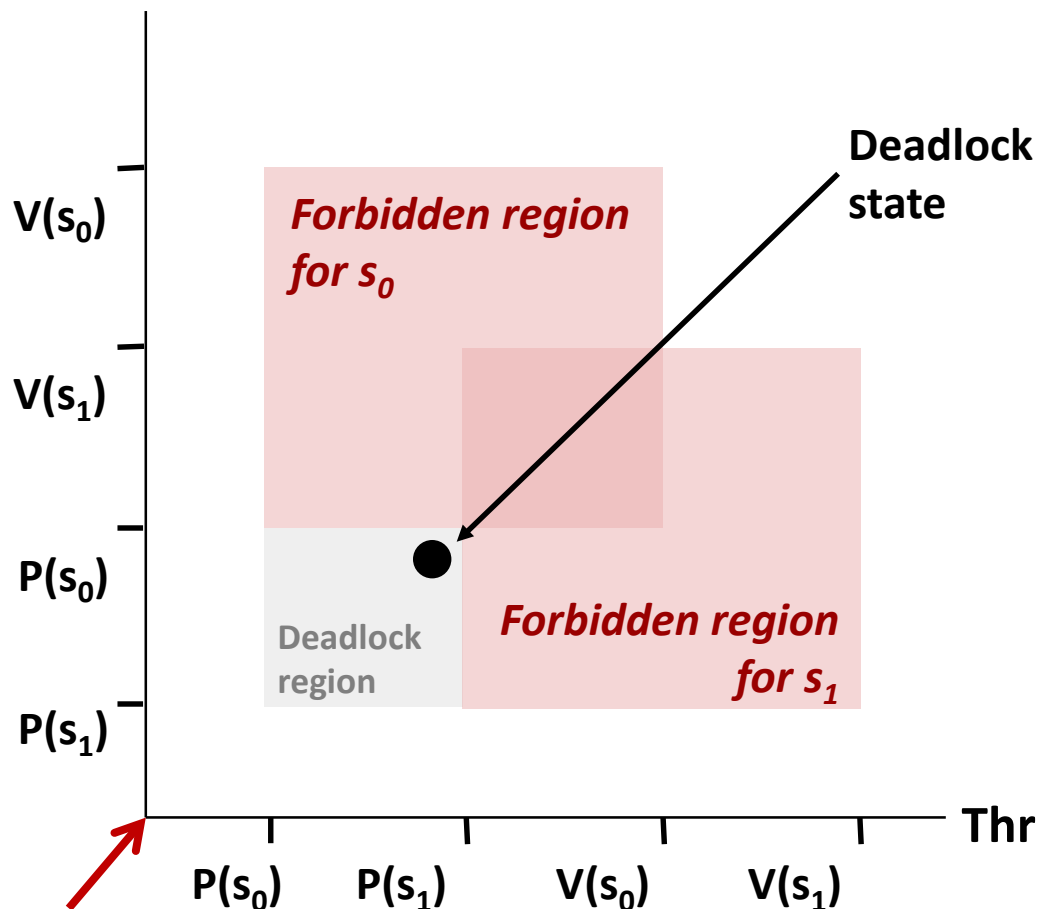 Deadlock
state
Forbidden region
for s₀
V(s₀)
V(s₁)
P(s₀)
Forbidden region
for s₁
Deadlock
region
P(s₁)
Thr
P(s₀) P(s₁) V(s₀) V(s₁)